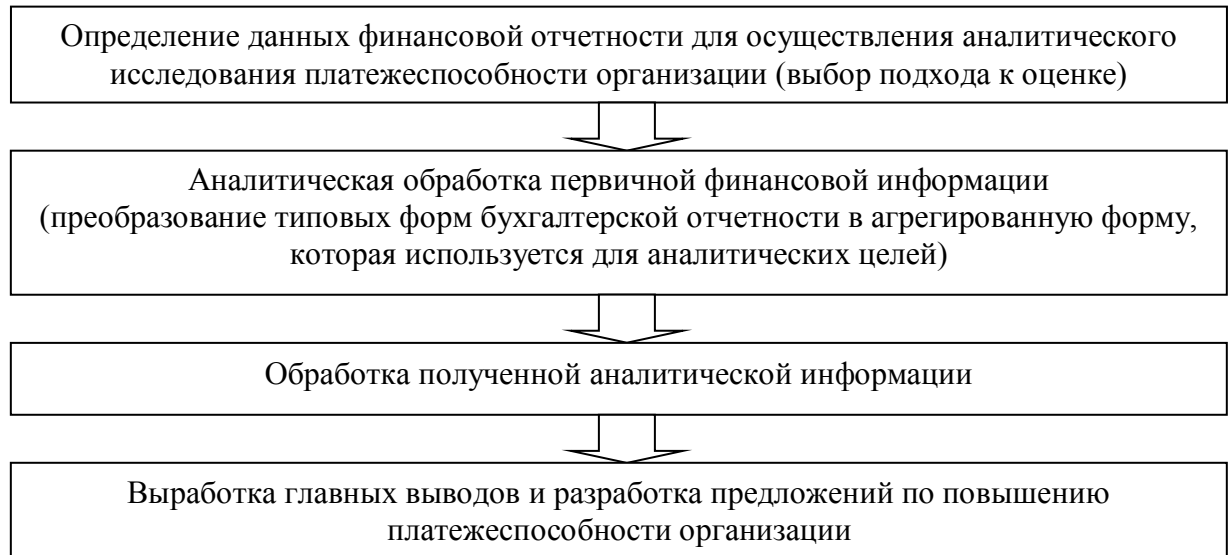 Определение данных финансовой отчетности для осуществления аналитического
исследования платежеспособности организации (выбор подхода к оценке)
Аналитическая обработка первичной финансовой информации
(преобразование типовых форм бухгалтерской отчетности в агрегированную форму,
которая используется для аналитических целей)
Обработка полученной аналитической информации
Выработка главных выводов и разработка предложений по повышению
платежеспособности организации